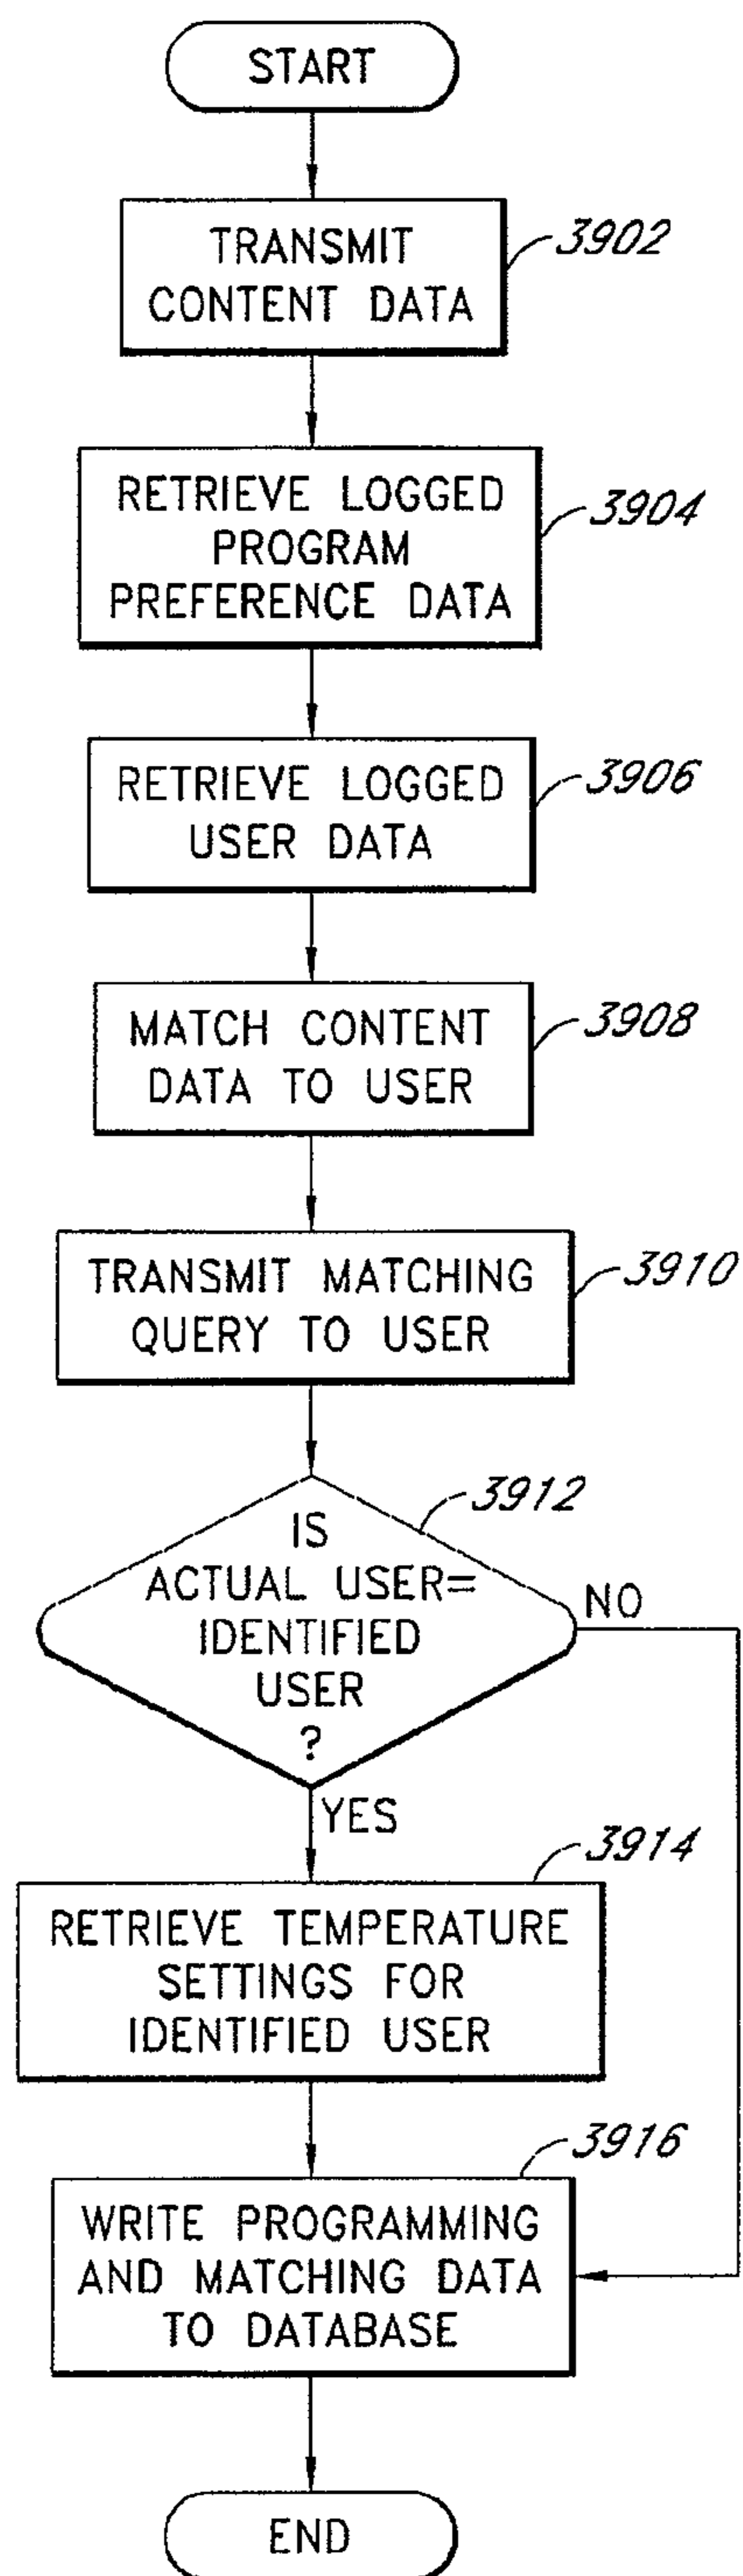 START
TRANSMIT
CONTENT DATA
3902
RETRIEVE LOGGED
PROGRAM
PREFERENCE DATA
3904
RETRIEVE LOGGED
USER DATA
3906
MATCH CONTENT
DATA TO USER
3908
TRANSMIT MATCHING
QUERY TO USER
3910
IS
ACTUAL USER=
IDENTIFIED
USER
?
3912
NO
YES
RETRIEVE TEMPERATURE
SETTINGS FOR
IDENTIFIED USER
3914
WRITE PROGRAMMING
AND MATCHING DATA
TO DATABASE
3916
END